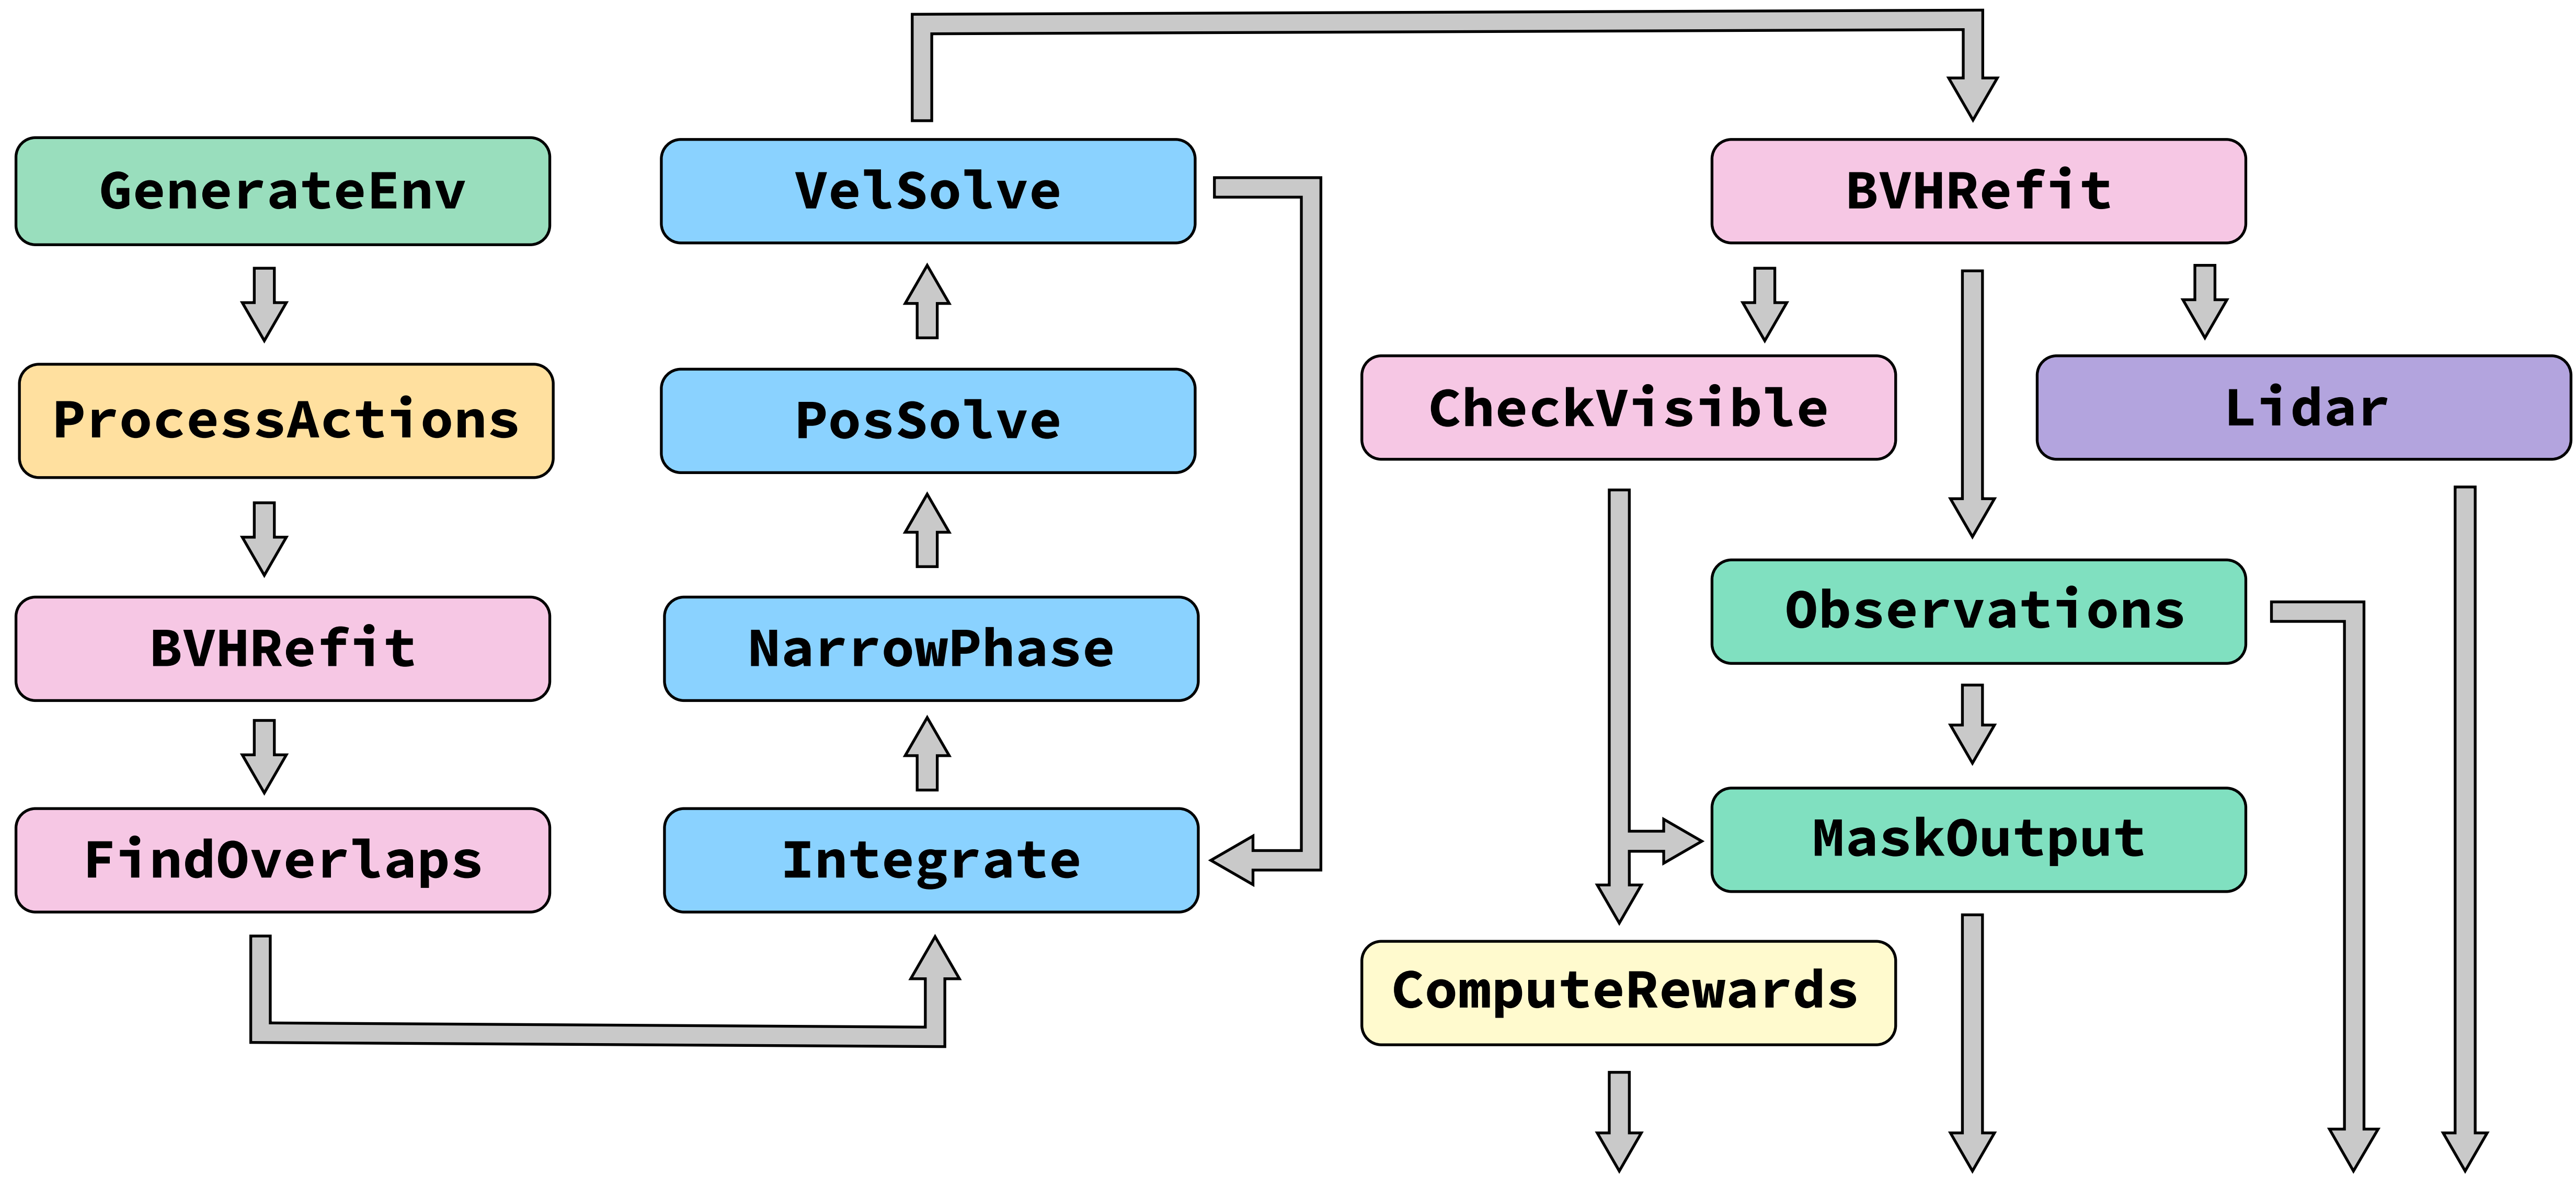 GenerateEnv
ProcessActions
BVHRefit
FindOverlaps
VelSolve
PosSolve
NarrowPhase
Integrate
BVHRefit
CheckVisible
Lidar
Observations
MaskOutput
ComputeRewards